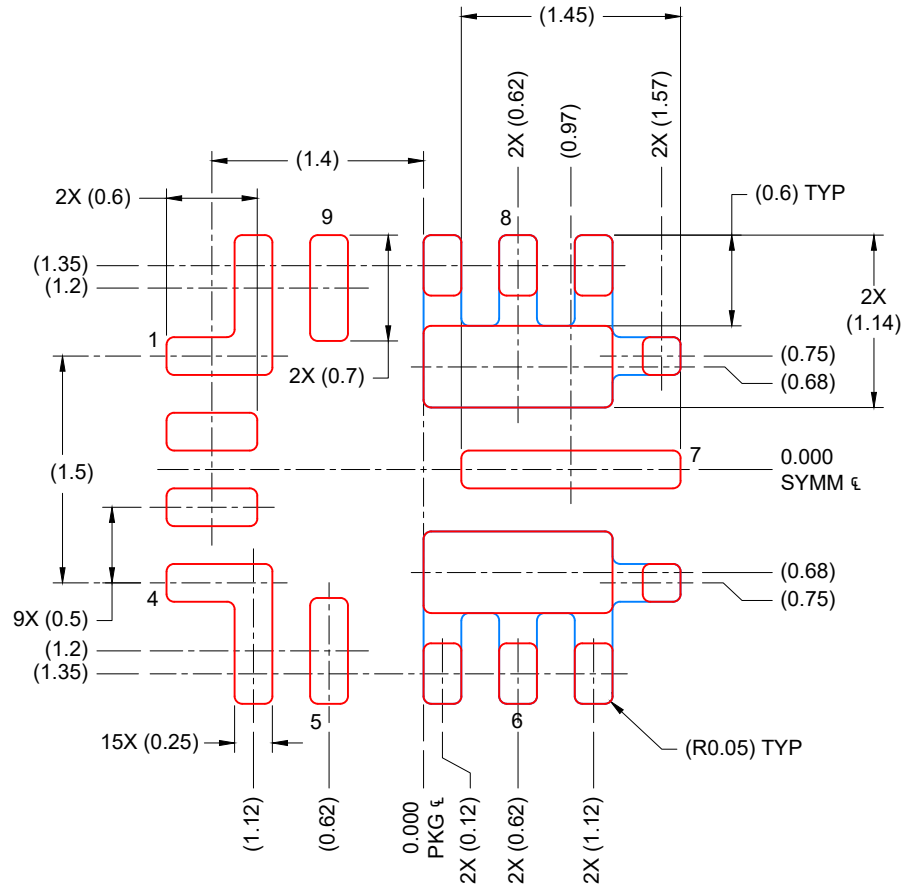 (1.45)
2X (0.62)
(0.97)
2X (1.57)
(1.4)
2X (0.6)
(0.6) TYP
9
8
(1.35)
(1.2)
2X
(1.14)
1
2X (0.7)
(0.75)
(0.68)
(1.5)
7
0.000
SYMM ℄
(0.68)
(0.75)
4
9X (0.5)
(1.2)
(1.35)
5
6
15X (0.25)
(R0.05) TYP
(1.12)
(0.62)
0.000
PKG ℄
2X (0.12)
2X (0.62)
2X (1.12)